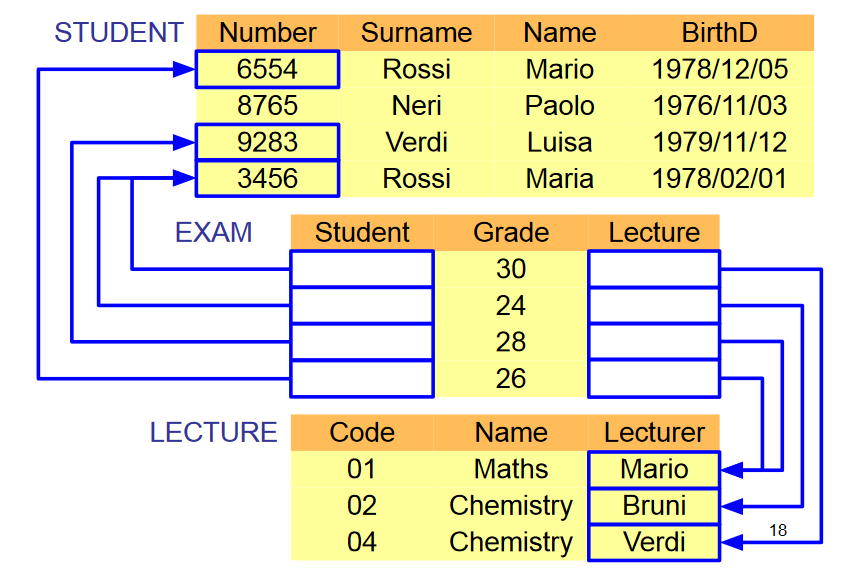 STUDENT Number Surname Name BirthD
6554 Rossi Mario 1978/12/05
8765 Neri Paolo 1976/11/03
9283 Verdi Luisa 1979/11/12
3456 Rossi Maria 1978/02/01
EXAM Student Grade Lecture
30
24
28
26
LECTURE Code Name Lecturer
01 Maths Mario
02 Chemistry Bruni
04 Chemistry Verdi
18